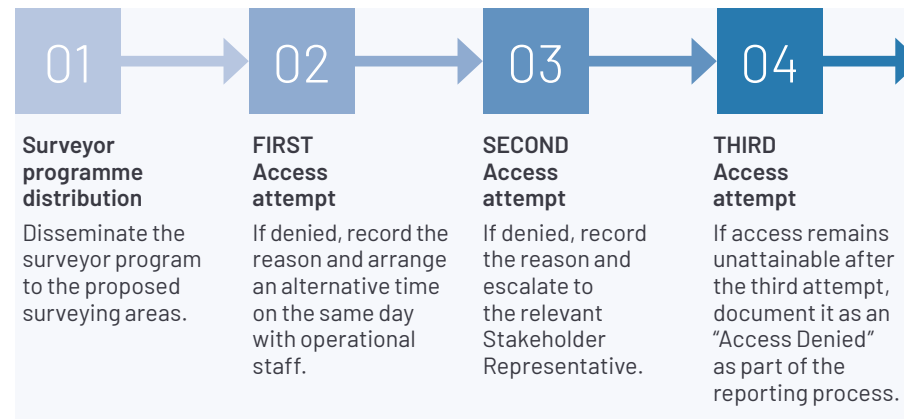 01
02
03
04
Surveyor
programme
distribution
Disseminate the
surveyor program
to the proposed
surveying areas.
FIRST
Access
attempt
If denied, record the
reason and arrange
an alternative time
on the same day
with operational
staff.
SECOND
Access
attempt
If denied, record
the reason and
escalate to
the relevant
Stakeholder
Representative.
THIRD
Access
attempt
If access remains
unattainable after
the third attempt,
document it as an
“Access Denied”
as part of the
reporting process.